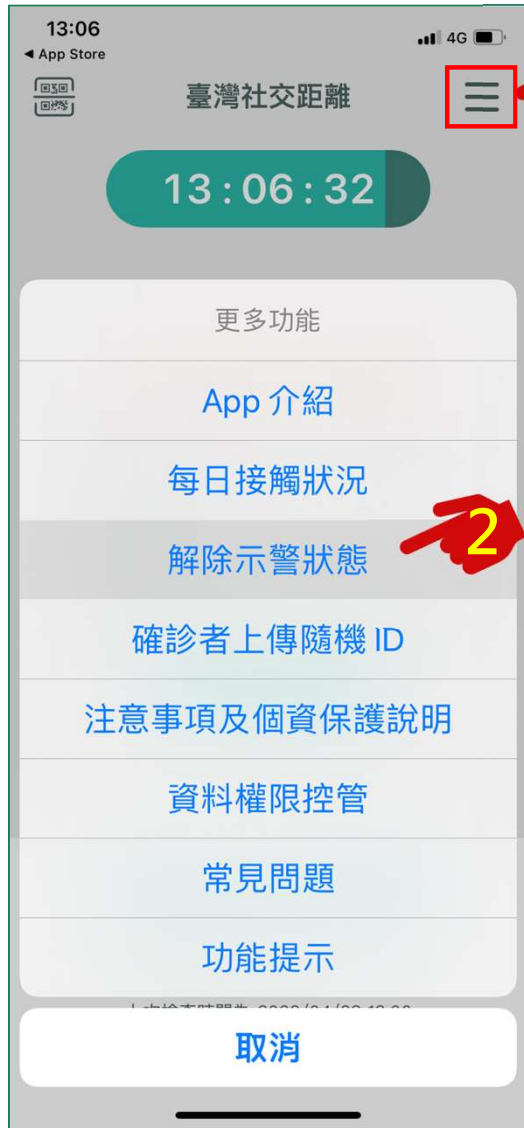 13:06
4G
◀ App Store
臺灣社交距離
13 : 06 : 32
更多功能
App 介紹
每日接觸狀況
解除示警狀態
2
確診者上傳隨機 ID
注意事項及個資保護說明
資料權限控管
常見問題
功能提示
取消